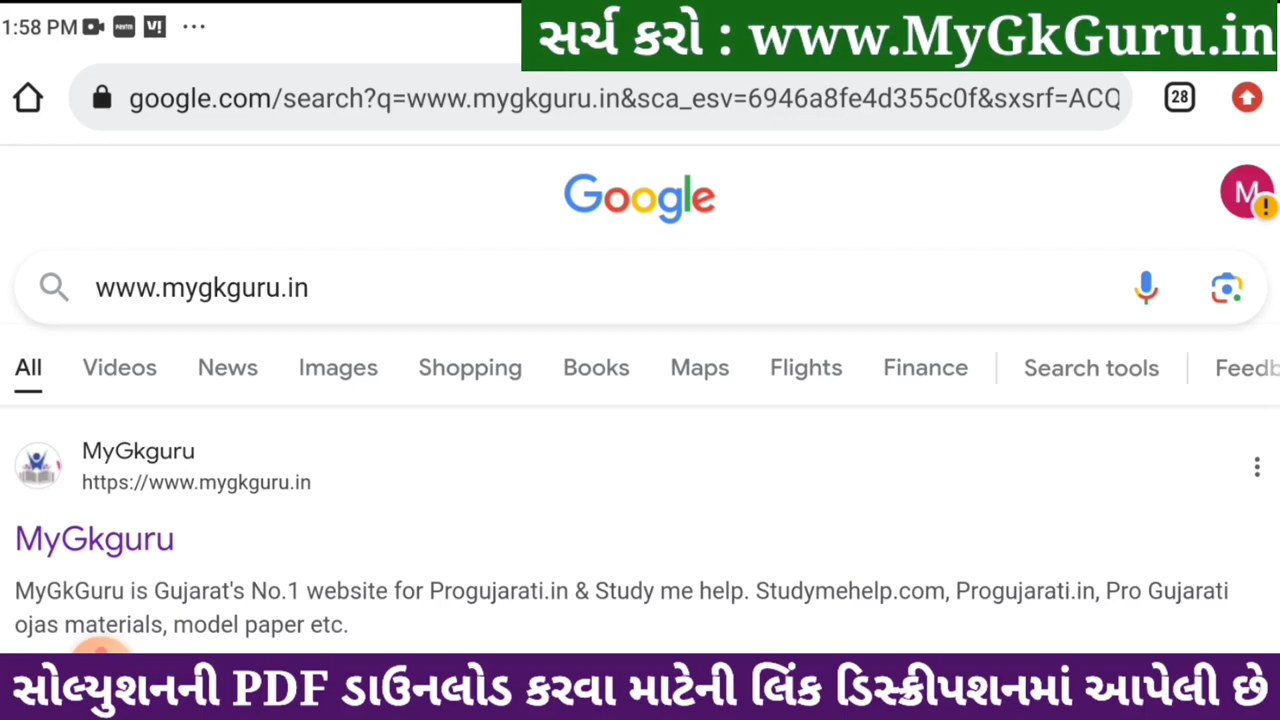 1:58 PM
સર્ચ કરો : www.MyGkGuru.in
google.com/search?q=www.mygkguru.in&sca_esv=6946a8fe4d355c0f&sxsrf=ACQ
28
Google
M
www.mygkguru.in
All Videos News Images Shopping Books Maps Flights Finance Search tools Feedb
MyGkguru
https://www.mygkguru.in
MyGkguru
MyGkGuru is Gujarat's No.1 website for Progujarati.in & Study me help. Studymehelp.com, Progujarati.in, Pro Gujarati
ojas materials, model paper etc.
સોલ્યુશનની PDF ડાઉનલોડ કરવા માટેની લિંક ડિસ્ક્રીપશનમાં આપેલી છે